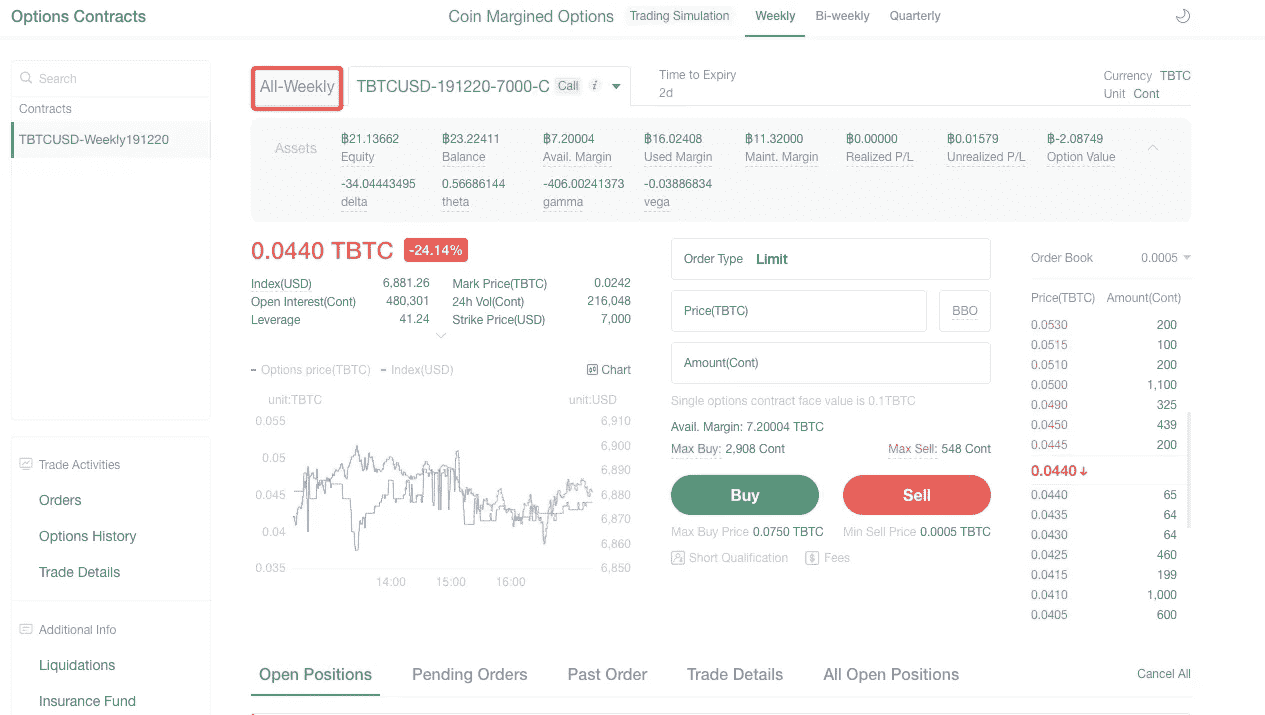 Options Contracts
Coin Margined Options Trading Simulation Weekly Bi-weekly Quarterly
Search
Contracts
TBTCUSD-Weekly191220
All-Weekly TBTCUSD-191220-7000-C Call i
Time to Expiry
2d
Currency TBTC
Unit Cont
Assets
฿21.13662 ฿23.22411 ฿7.20004 ฿16.02408 ฿11.32000 ฿0.00000 ฿0.01579 ฿-2.08749
Equity Balance Avail. Margin Used Margin Maint. Margin Realized P/L Unrealized P/L Option Value
-34.04443495 0.56686144 -406.00241373 -0.03886834
delta theta gamma vega
0.0440 TBTC -24.14%
Index(USD) 6,881.26 Mark Price(TBTC) 0.0242
Open Interest(Cont) 480,301 24h Vol(Cont) 216,048
Leverage 41.24 Strike Price(USD) 7,000
Options price(TBTC) Index(USD) Chart
unit:TBTC unit:USD
0.055 6,910
6,900
0.05 6,890
0.045 6,880
6,870
0.04 6,860
0.035 6,850
14:00 15:00 16:00
Order Type Limit
Price(TBTC) BBO
Amount(Cont)
Single options contract face value is 0.1TBTC
Avail. Margin: 7.20004 TBTC
Max Buy: 2,908 Cont Max Sell: 548 Cont
Buy Sell
Max Buy Price 0.0750 TBTC Min Sell Price 0.0005 TBTC
Short Qualification $ Fees
Order Book 0.0005
Price(TBTC) Amount(Cont)
0.0530 200
0.0515 100
0.0510 200
0.0500 1,100
0.0490 325
0.0450 439
0.0445 200
0.0440↓
0.0440 65
0.0435 64
0.0430 64
0.0425 460
0.0415 199
0.0410 1,000
0.0405 600
Trade Activities
Orders
Options History
Trade Details
Additional Info
Liquidations
Insurance Fund
Open Positions Pending Orders Past Order Trade Details All Open Positions Cancel All